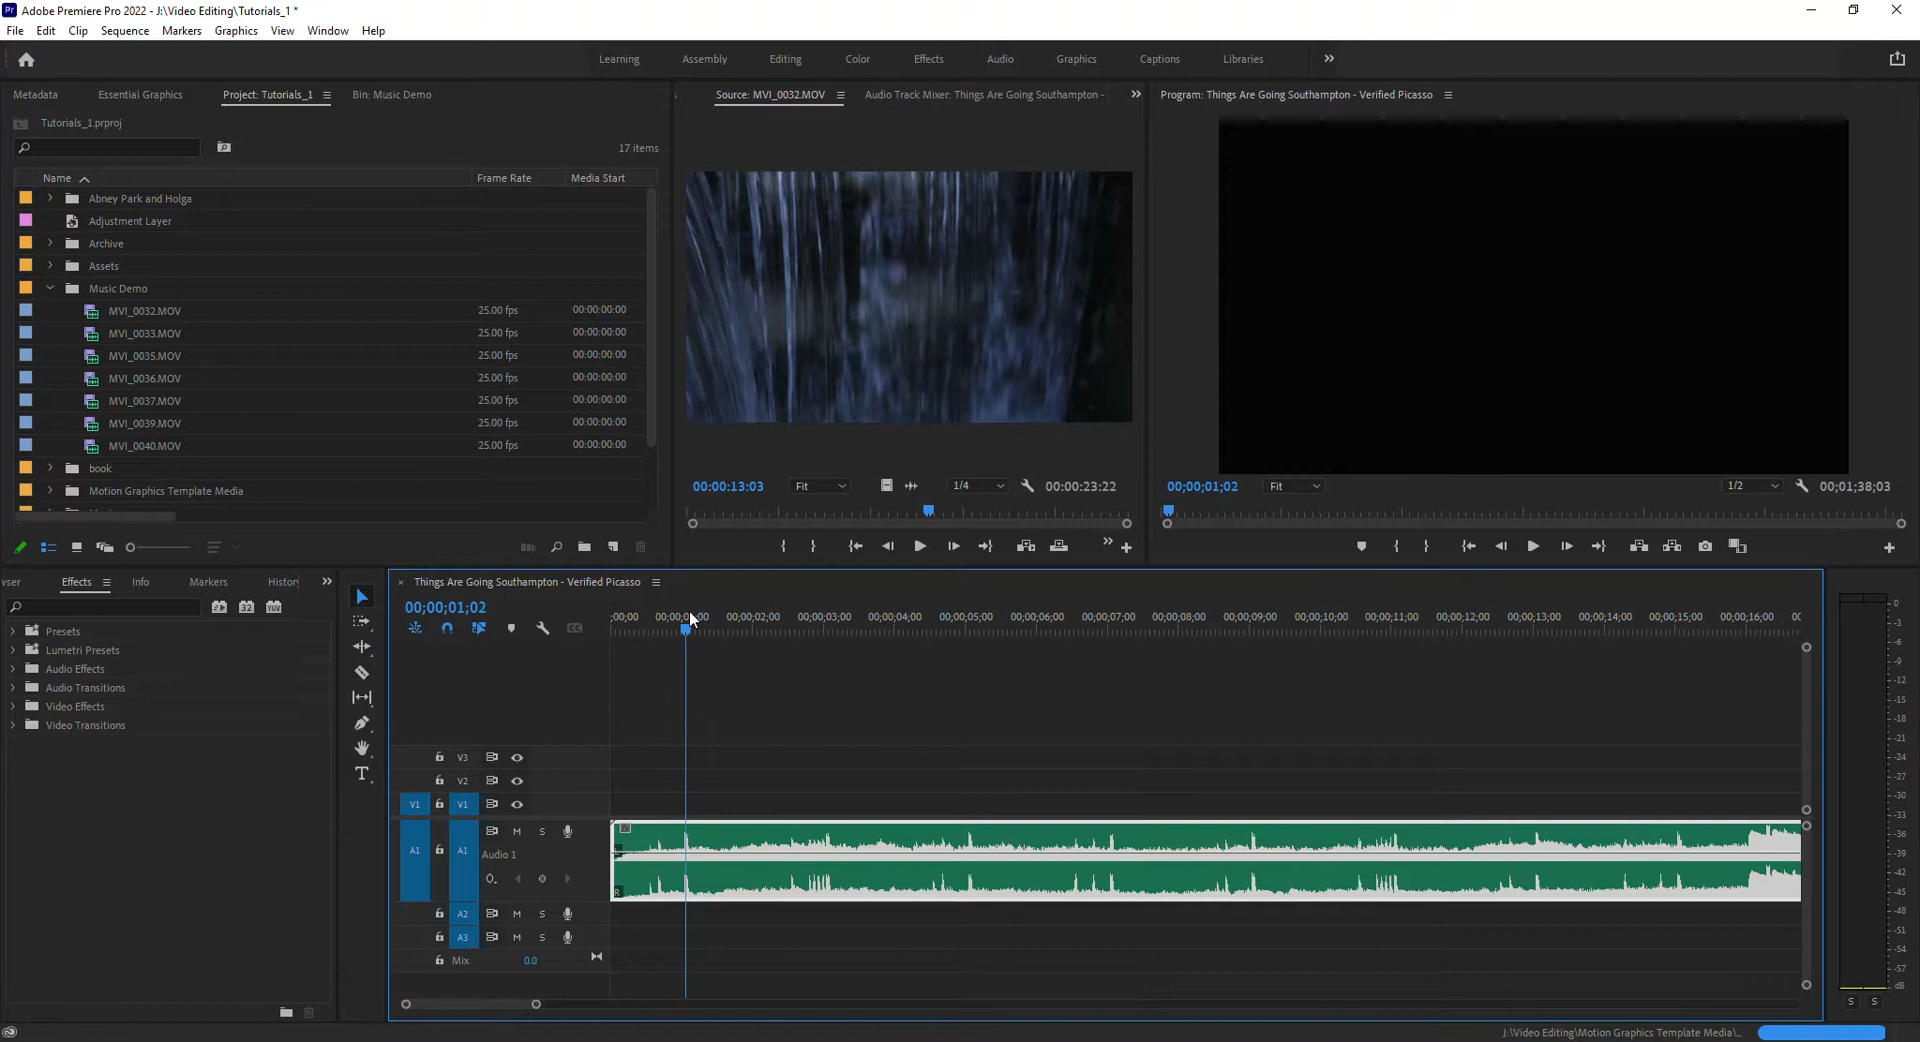 Adobe Premiere Pro 2022 - J:\Video Editing\Tutorials_1 *
File Edit Clip Sequence Markers Graphics View Window Help
Learning Assembly Editing Color Effects Audio Graphics Captions Libraries
Metadata Essential Graphics Project: Tutorials_1 Bin: Music Demo
Source: MVI_0032.MOV Audio Track Mixer: Things Are Going Southampton -
Program: Things Are Going Southampton - Verified Picasso
Tutorials_1.prproj
17 items
Name Frame Rate Media Start
Abney Park and Holga
Adjustment Layer
Archive
Assets
Music Demo
MVI_0032.MOV 25.00 fps 00:00:00:00
MVI_0033.MOV 25.00 fps 00:00:00:00
MVI_0035.MOV 25.00 fps 00:00:00:00
MVI_0036.MOV 25.00 fps 00:00:00:00
MVI_0037.MOV 25.00 fps 00:00:00:00
MVI_0039.MOV 25.00 fps 00:00:00:00
MVI_0040.MOV 25.00 fps 00:00:00:00
book
Motion Graphics Template Media
00:00:13:03 Fit 1/4 00:00:23:22
00;00;01;02 Fit 1/2 00;01;38;03
wser Effects Info Markers History
Presets
Lumetri Presets
Audio Effects
Audio Transitions
Video Effects
Video Transitions
Things Are Going Southampton - Verified Picasso
00;00;01;02
;00;00 00;00;02;00 00;00;03;00 00;00;04;00 00;00;05;00 00;00;06;00 00;00;07;00 00;00;08;00 00;00;09;00 00;00;10;00 00;00;11;00 00;00;12;00 00;00;13;00 00;00;14;00 00;00;15;00 00;00;16;00 00
V3
V2
V1 V1
A1 A1 M S
Audio 1
R
A2 M S
A3 M S
Mix 0.0
0
-3
-6
-9
-12
-15
-18
-21
-24
-27
-30
-33
-36
-39
-42
-45
-48
-51
-54
-57
dB
S S
J:\Video Editing\Motion Graphics Template Media\...